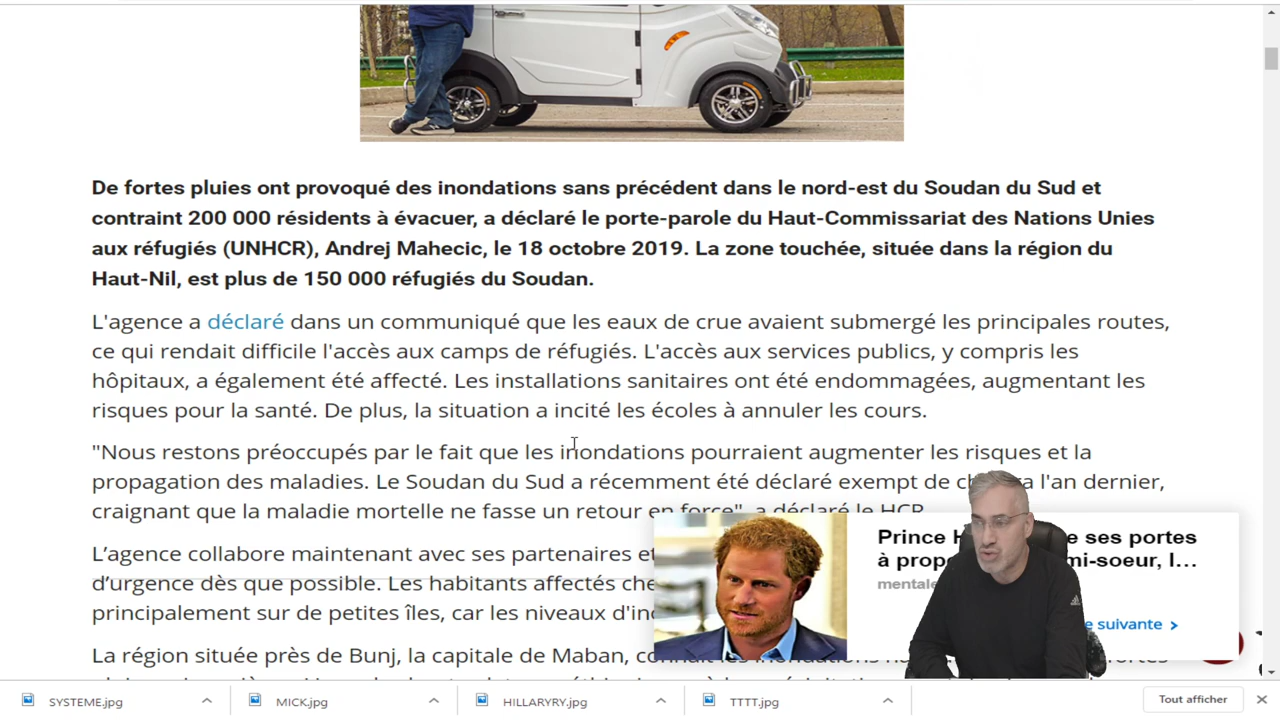 De fortes pluies ont provoqué des inondations sans précédent dans le nord-est du Soudan du Sud et
contraint 200 000 résidents à évacuer, a déclaré le porte-parole du Haut-Commissariat des Nations Unies
aux réfugiés (UNHCR), Andrej Mahecic, le 18 octobre 2019. La zone touchée, située dans la région du
Haut-Nil, est plus de 150 000 réfugiés du Soudan.
L'agence a déclaré dans un communiqué que les eaux de crue avaient submergé les principales routes,
ce qui rendait difficile l'accès aux camps de réfugiés. L'accès aux services publics, y compris les
hôpitaux, a également été affecté. Les installations sanitaires ont été endommagées, augmentant les
risques pour la santé. De plus, la situation a incité les écoles à annuler les cours.
"Nous restons préoccupés par le fait que les inondations pourraient augmenter les risques et la
propagation des maladies. Le Soudan du Sud a récemment été déclaré exempt de l'an dernier,
craignant que la maladie mortelle ne fasse un retour en force", a déclaré le HCR.
L'agence collabore maintenant avec ses partenaires
d'urgence dès que possible. Les habitants affectés
principalement sur de petites îles, car les niveaux
Prince ses portes
à
mentale
suivante >
La région située près de Bunj, la capitale de Maban,
SYSTEME.jpg
MICK.jpg
HILLARYRY.jpg
TTTT.jpg
Tout afficher